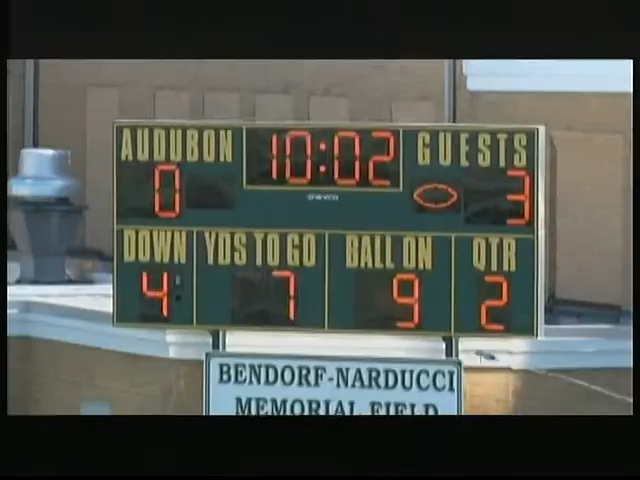 AUDUBON 10:02 GUESTS
0 3
DOWN YDS TO GO BALL ON QTR
4 7 9 2
BENDORF-NARDUCCI
MEMORIAL FIELD